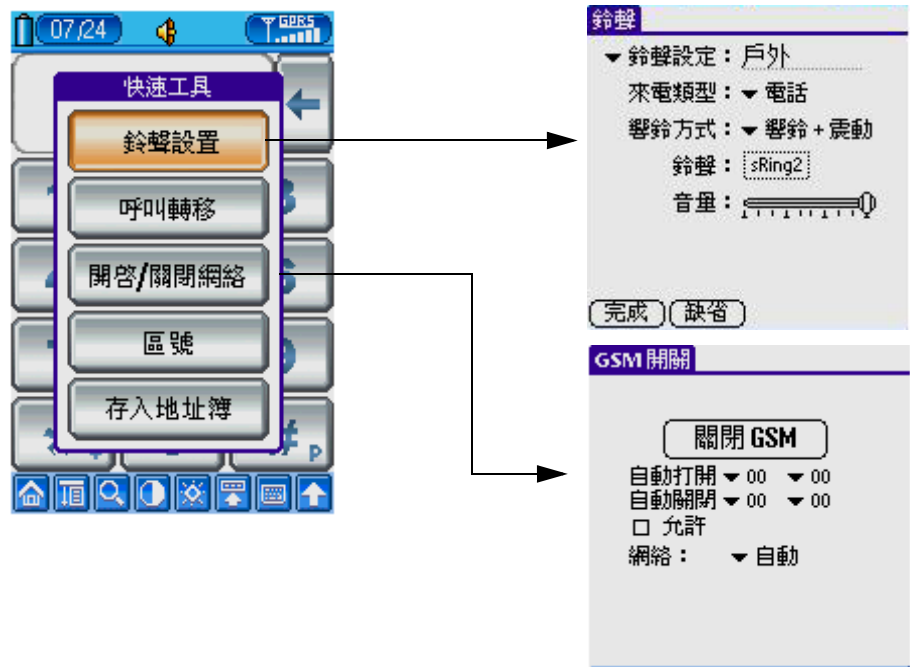 07/24
GPRS
快速工具
鈴聲設置
呼叫轉移
開啓/關閉網絡
區號
存入地址簿
# P
鈴聲
鈴聲設定：戶外
來電類型： 電話
響鈴方式： 響鈴 + 震動
鈴聲： sRing2
音量：
完成 缺省
GSM 開關
關閉 GSM
自動打開 00 00
自動關閉 00 00
允許
網絡： 自動